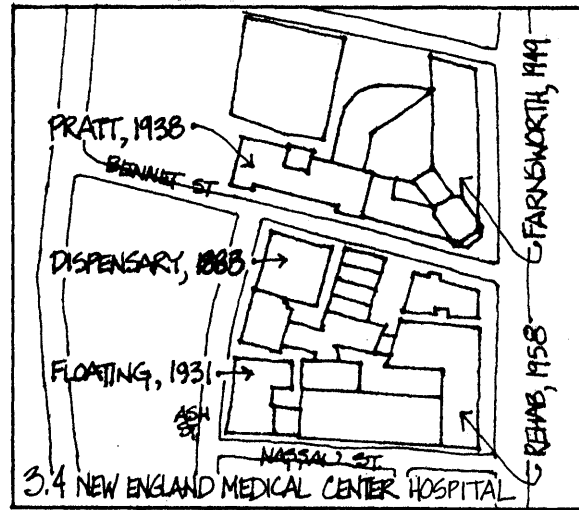 PRATT, 1938
BENNET ST
DISPENSARY, 1883
FLOATING, 1931
ASH
ST.
NASSAU ST
FARNSWORTH, 1949
REHAB, 1958
3.4 NEW ENGLAND MEDICAL CENTER HOSPITAL